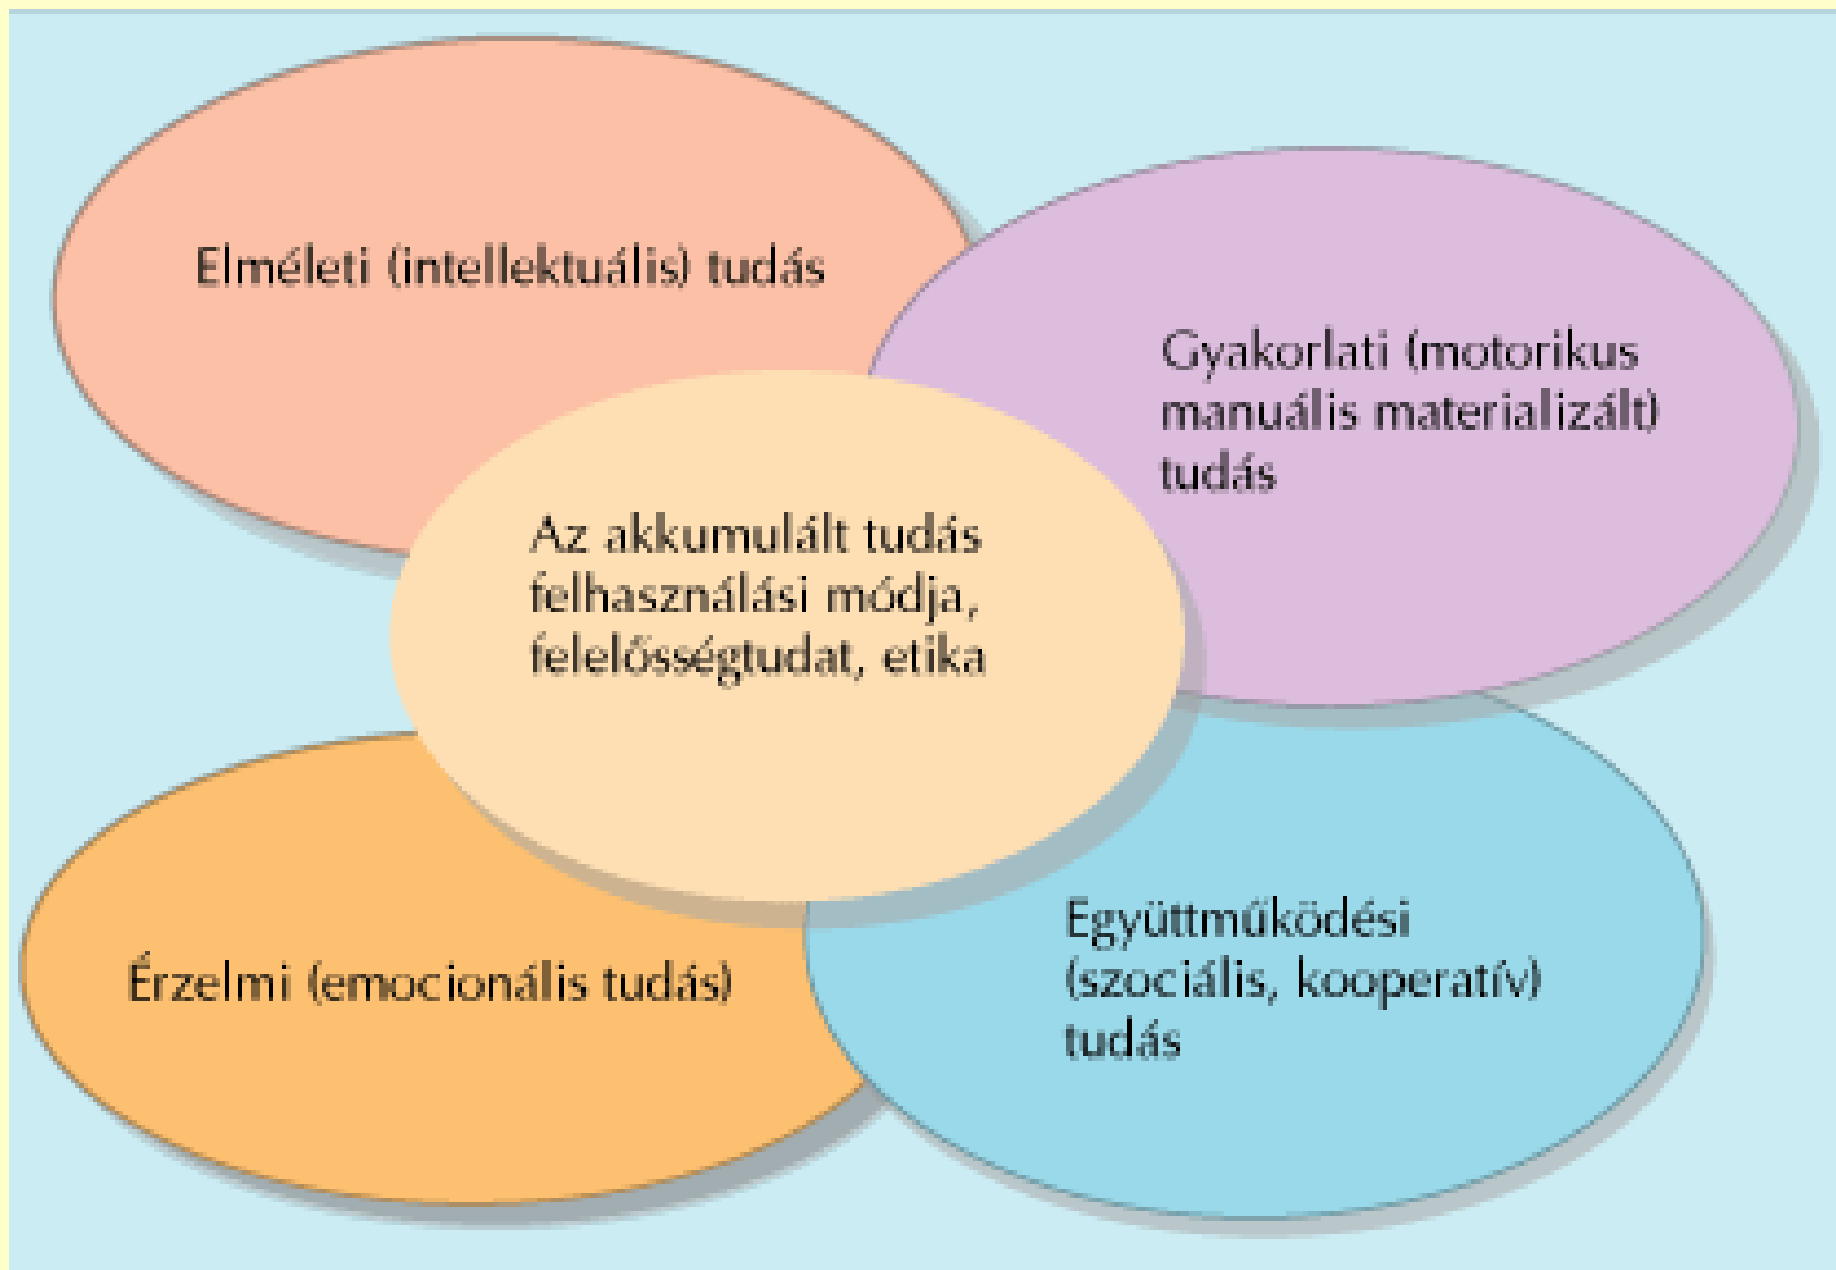 Elméleti (intellektuális) tudás
Gyakorlati (motorikus
manuális materializált)
tudás
Az akkumulált tudás
felhasználási módja,
felelősségtudat, etika
Érzelmi (emocionális tudás)
Együttműködési
(szociális, kooperatív)
tudás